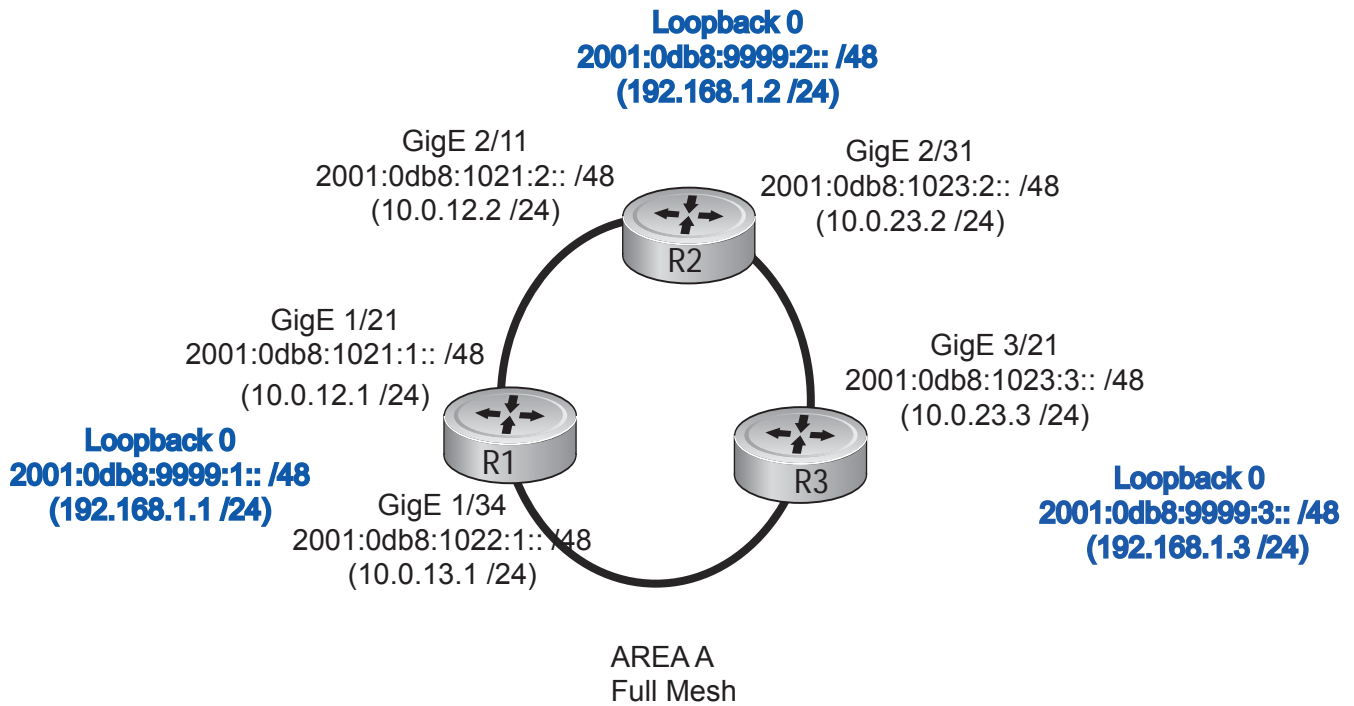 Loopback 0
2001:0db8:9999:2:: /48
(192.168.1.2 /24)
GigE 2/11
2001:0db8:1021:2:: /48
(10.0.12.2 /24)
GigE 2/31
2001:0db8:1023:2:: /48
(10.0.23.2 /24)
R2
GigE 1/21
2001:0db8:1021:1:: /48
(10.0.12.1 /24)
GigE 3/21
2001:0db8:1023:3:: /48
(10.0.23.3 /24)
Loopback 0
2001:0db8:9999:1:: /48
(192.168.1.1 /24)
R1
R3
Loopback 0
2001:0db8:9999:3:: /48
(192.168.1.3 /24)
GigE 1/34
2001:0db8:1022:1:: /48
(10.0.13.1 /24)
AREA A
Full Mesh